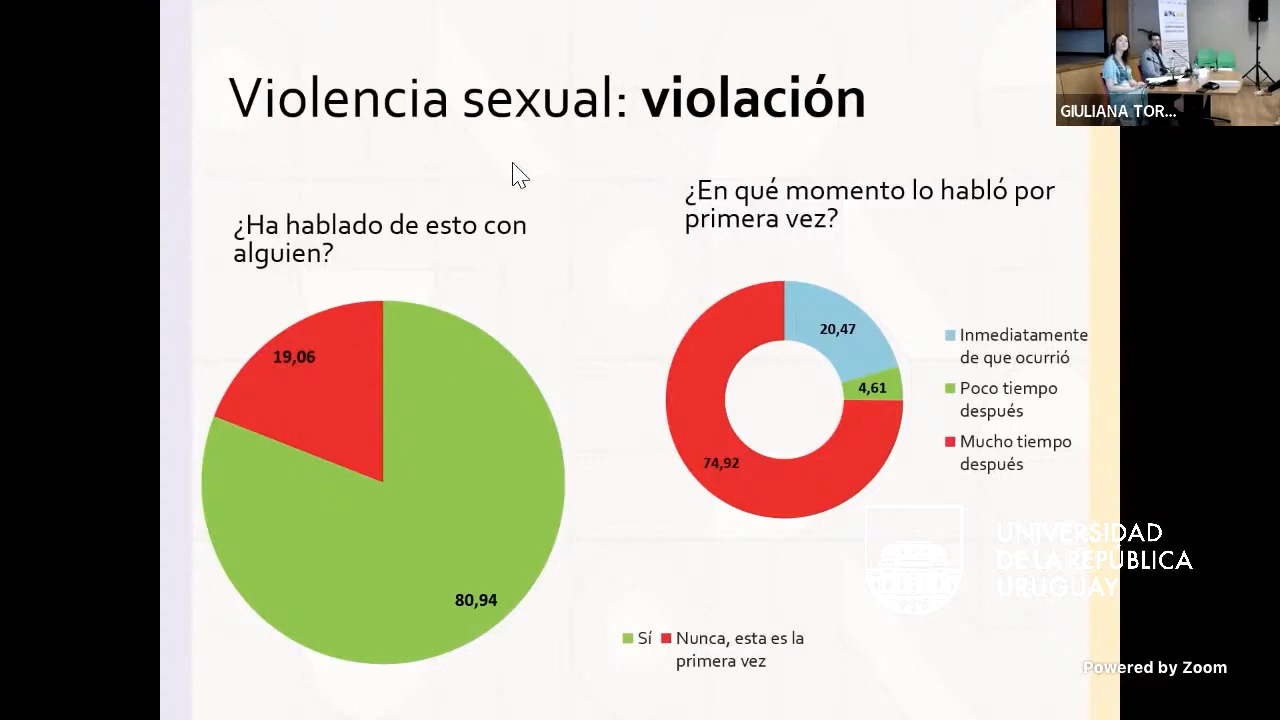 Violencia sexual: violación
GIULIANA TOR...
¿Ha hablado de esto con
alguien?
19,06
80,94
Sí
Nunca, esta es la
primera vez
¿En qué momento lo habló por
primera vez?
20,47
4,61
74,92
Inmediatamente
de que ocurrió
Poco tiempo
después
Mucho tiempo
después
UNIVERSIDAD
DE LA REPÚBLICA
URUGUAY
Powered by Zoom